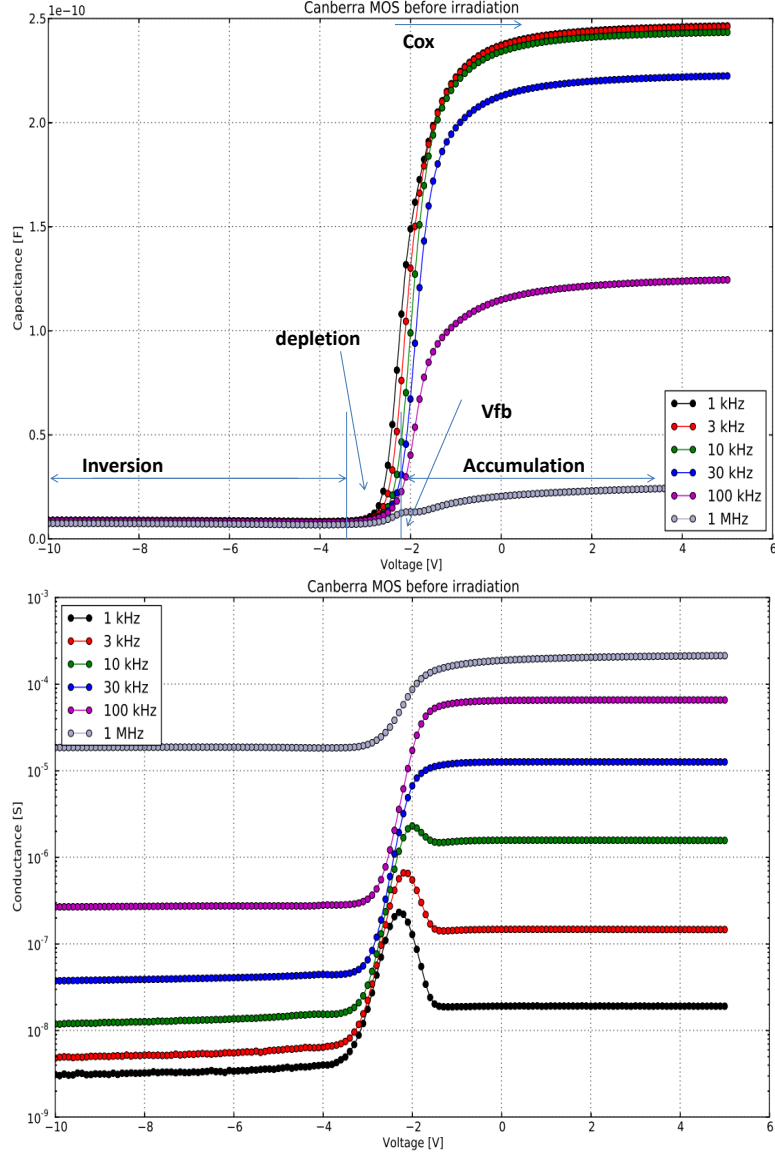 Canberra MOS before irradiation
1e−10
2.5
2.0
1.5
1.0
0.5
0.0
Capacitance [F]
Cox
depletion
Vfb
Inversion
Accumulation
1 kHz
3 kHz
10 kHz
30 kHz
100 kHz
1 MHz
−10 −8 −6 −4 −2 0 2 4 6
Voltage [V]
Canberra MOS before irradiation
1 kHz
3 kHz
10 kHz
30 kHz
100 kHz
1 MHz
10⁻³
10⁻⁴
10⁻⁵
10⁻⁶
10⁻⁷
10⁻⁸
10⁻⁹
Conductance [S]
−10 −8 −6 −4 −2 0 2 4 6
Voltage [V]